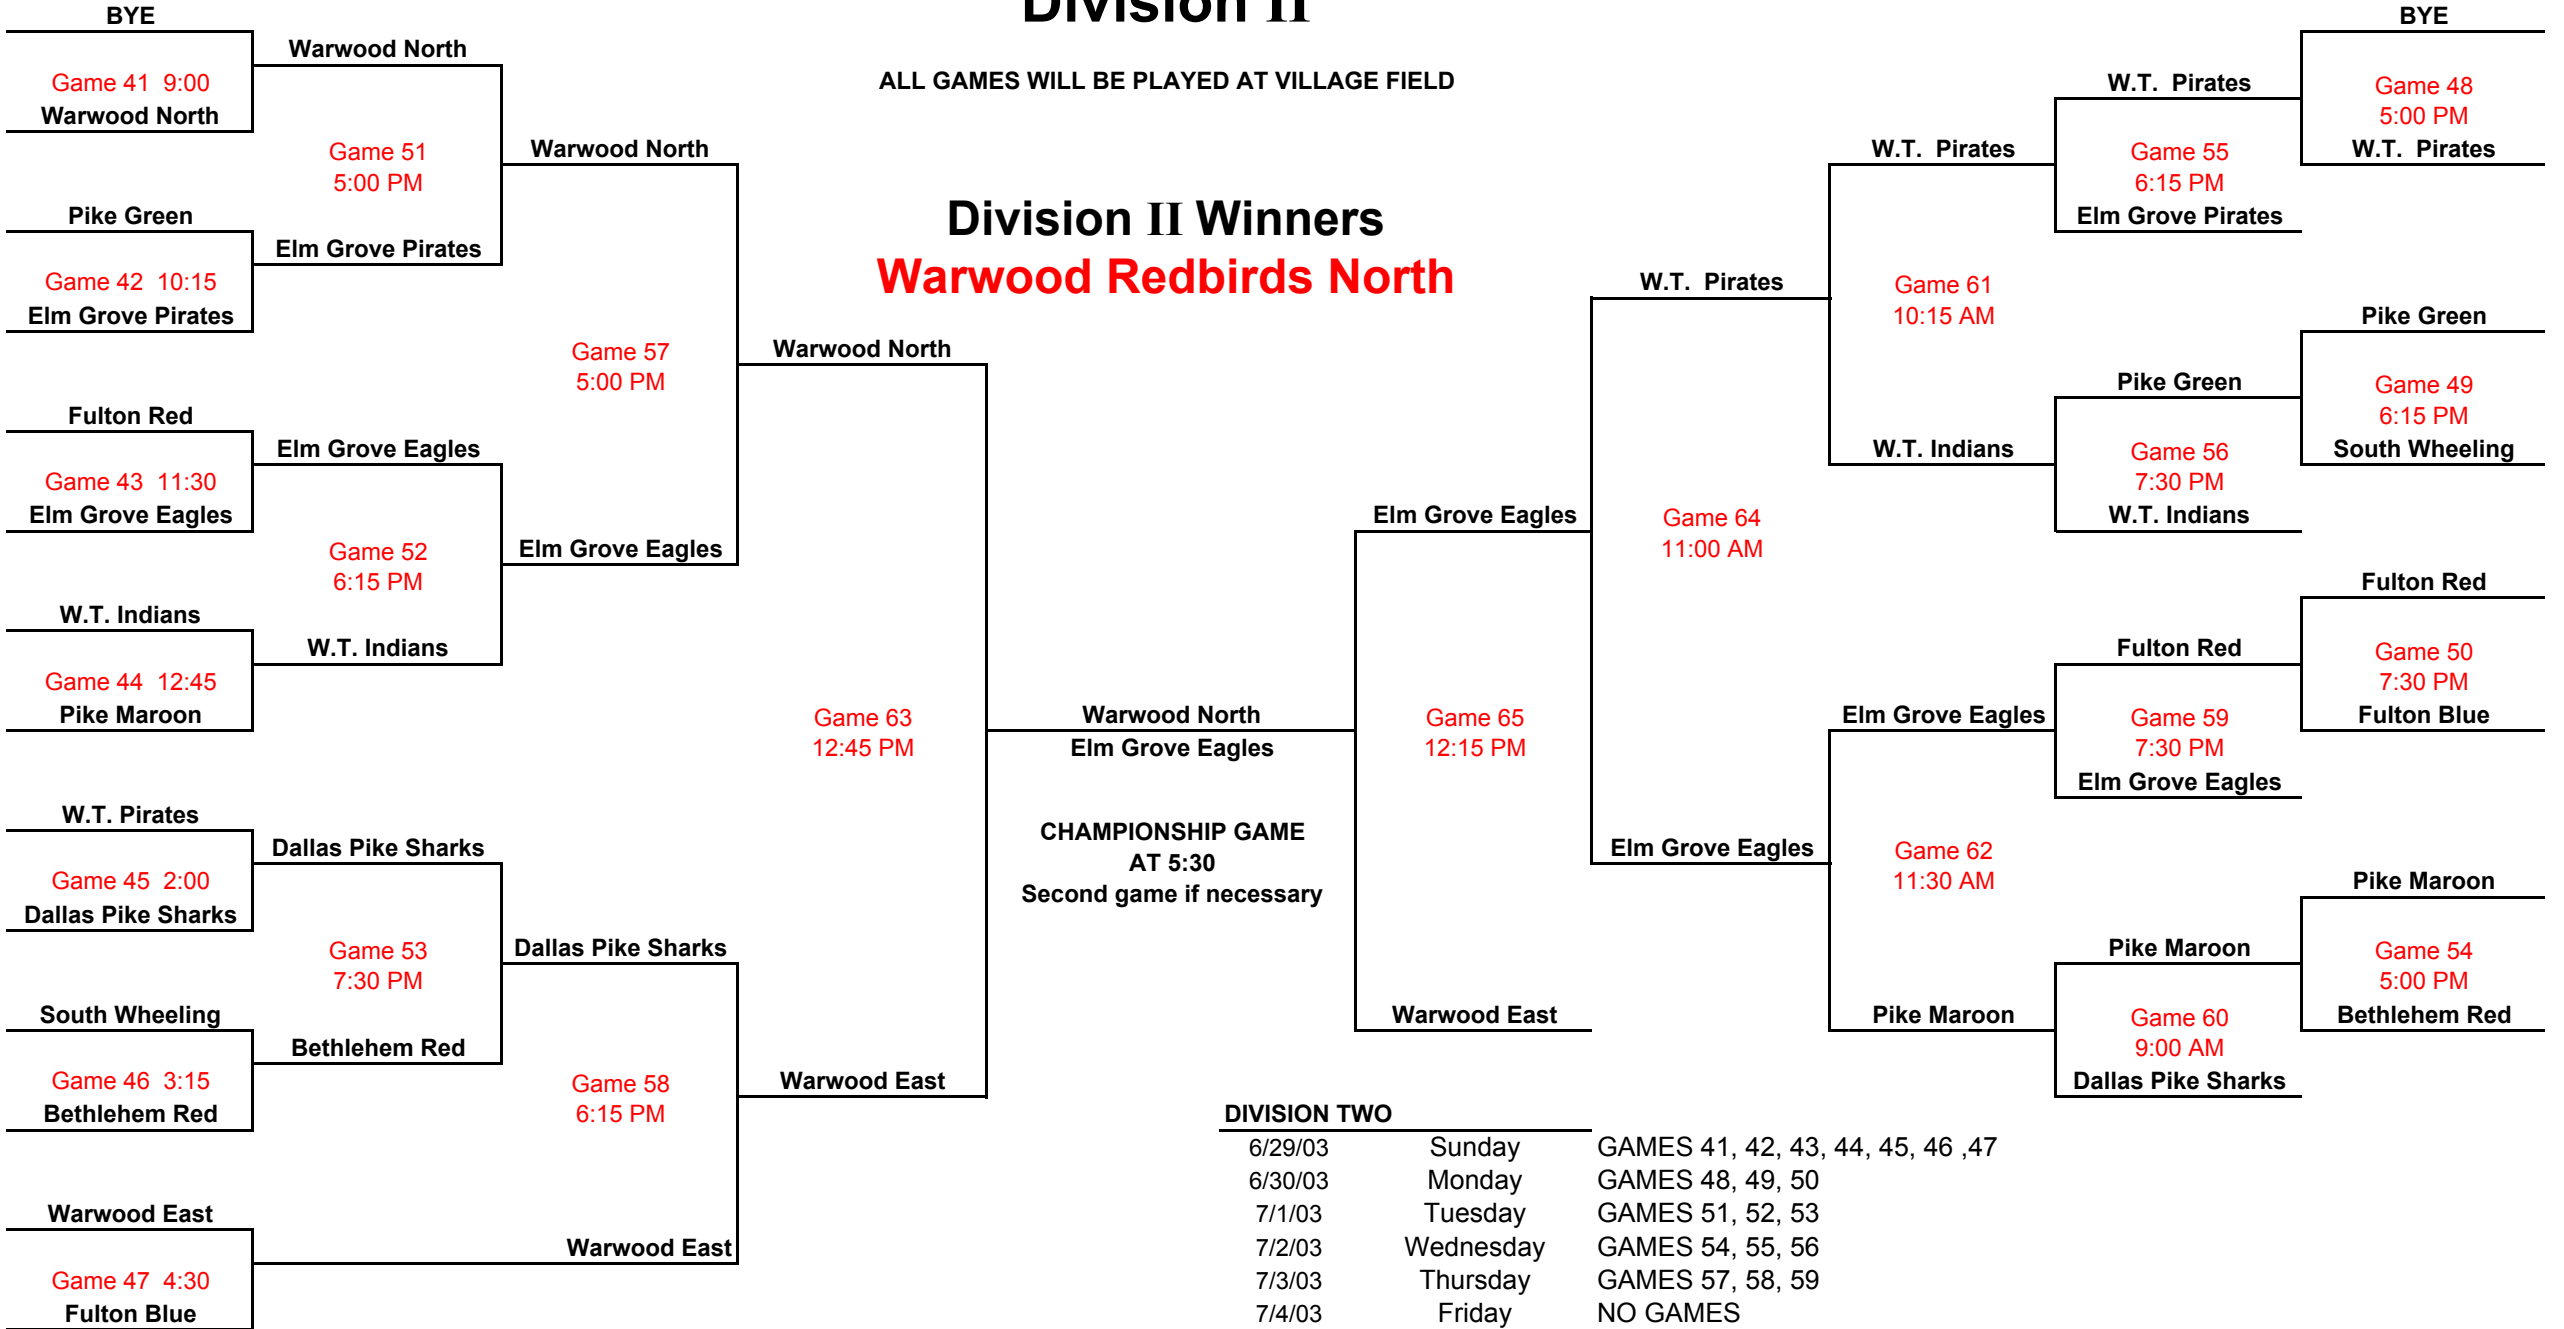 Division II
ALL GAMES WILL BE PLAYED AT VILLAGE FIELD
Division II Winners
Warwood Redbirds North
BYE
Game 41 9:00
Warwood North
Pike Green
Game 42 10:15
Elm Grove Pirates
Fulton Red
Game 43 11:30
Elm Grove Eagles
W.T. Indians
Game 44 12:45
Pike Maroon
W.T. Pirates
Game 45 2:00
Dallas Pike Sharks
South Wheeling
Game 46 3:15
Bethlehem Red
Warwood East
Game 47 4:30
Fulton Blue
Warwood North
Game 51
5:00 PM
Elm Grove Pirates
Elm Grove Eagles
Game 52
6:15 PM
W.T. Indians
Dallas Pike Sharks
Game 53
7:30 PM
Bethlehem Red
Warwood North
Game 57
5:00 PM
Elm Grove Eagles
Dallas Pike Sharks
Game 58
6:15 PM
Warwood East
Warwood North
Game 63
12:45 PM
Warwood East
Warwood North
Elm Grove Eagles
CHAMPIONSHIP GAME
AT 5:30
Second game if necessary
Elm Grove Eagles
Game 65
12:15 PM
Warwood East
W.T. Pirates
Game 64
11:00 AM
Elm Grove Eagles
W.T. Pirates
Game 61
10:15 AM
W.T. Indians
Elm Grove Eagles
Game 62
11:30 AM
Pike Maroon
W.T. Pirates
Game 55
6:15 PM
Elm Grove Pirates
Pike Green
Game 56
7:30 PM
W.T. Indians
Fulton Red
Game 59
7:30 PM
Elm Grove Eagles
Pike Maroon
Game 60
9:00 AM
Dallas Pike Sharks
BYE
Game 48
5:00 PM
W.T. Pirates
Pike Green
Game 49
6:15 PM
South Wheeling
Fulton Red
Game 50
7:30 PM
Fulton Blue
Pike Maroon
Game 54
5:00 PM
Bethlehem Red
DIVISION TWO
6/29/03 Sunday GAMES 41, 42, 43, 44, 45, 46 ,47
6/30/03 Monday GAMES 48, 49, 50
7/1/03 Tuesday GAMES 51, 52, 53
7/2/03 Wednesday GAMES 54, 55, 56
7/3/03 Thursday GAMES 57, 58, 59
7/4/03 Friday NO GAMES